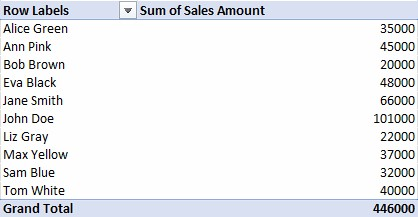 Row Labels Sum of Sales Amount
Alice Green 35000
Ann Pink 45000
Bob Brown 20000
Eva Black 48000
Jane Smith 66000
John Doe 101000
Liz Gray 22000
Max Yellow 37000
Sam Blue 32000
Tom White 40000
Grand Total 446000